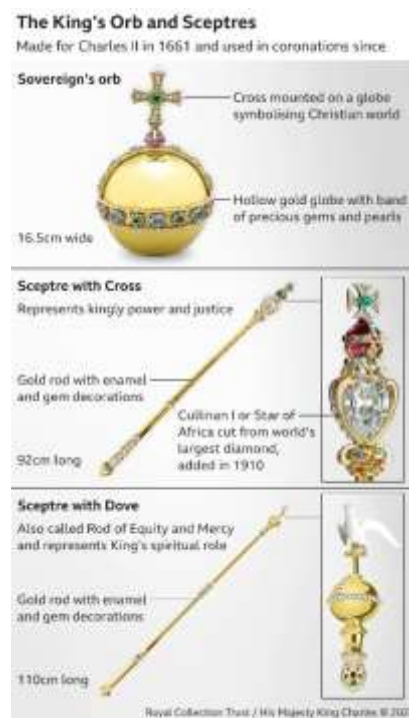 The King's Orb and Sceptres
Made for Charles II in 1661 and used in coronations since
Sovereign's orb
Cross mounted on a globe
symbolising Christian world
Hollow gold globe with band
of precious gems and pearls
16.5cm wide
Sceptre with Cross
Represents kingly power and justice
Gold rod with enamel
and gem decorations
Cullinan I or Star of
Africa cut from world's
largest diamond,
added in 1910
92cm long
Sceptre with Dove
Also called Rod of Equity and Mercy
and represents King's spiritual role
Gold rod with enamel
and gem decorations
110cm long
Royal Collection Trust / His Majesty King Charles III